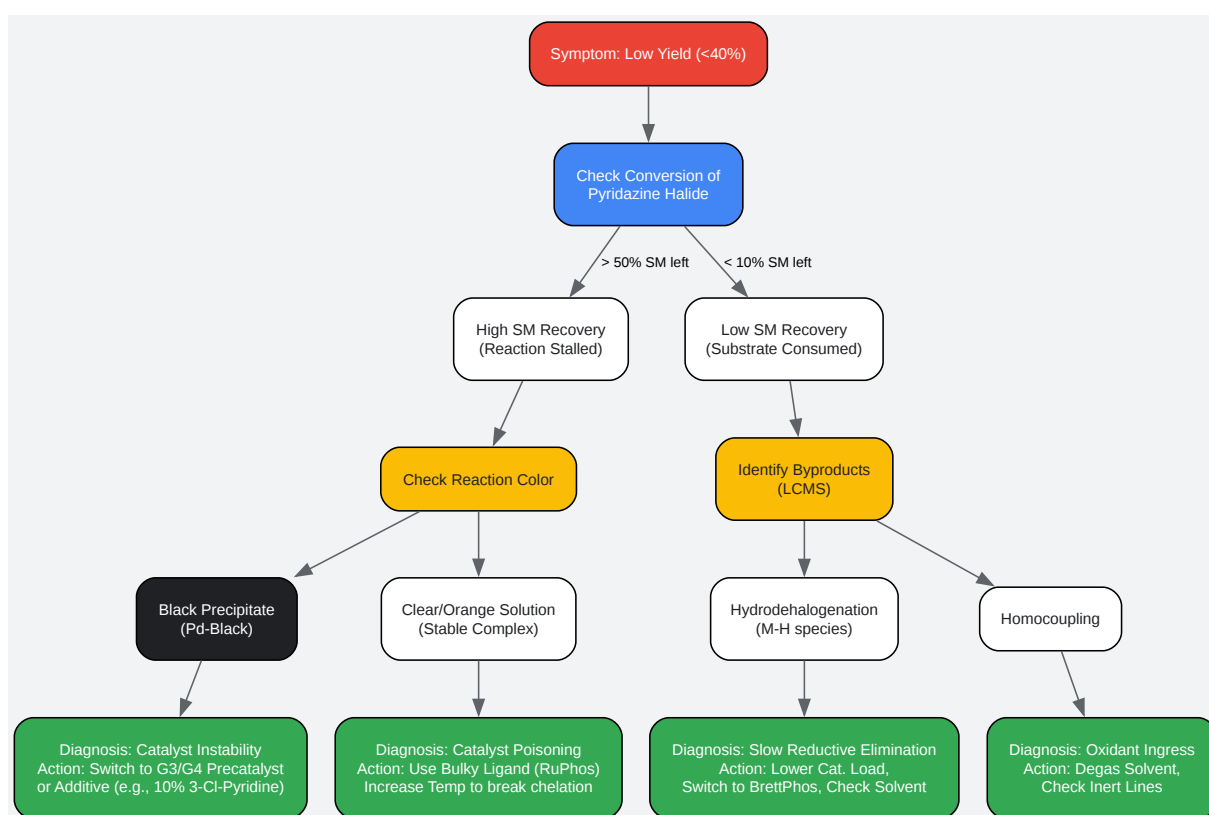 Symptom: Low Yield (<40%)
Check Conversion of
Pyridazine Halide
> 50% SM left
< 10% SM left
High SM Recovery
(Reaction Stalled)
Low SM Recovery
(Substrate Consumed)
Check Reaction Color
Identify Byproducts
(LCMS)
Black Precipitate
(Pd-Black)
Clear/Orange Solution
(Stable Complex)
Hydrodehalogenation
(M-H species)
Homocoupling
Diagnosis: Catalyst Instability
Action: Switch to G3/G4 Precatalyst
or Additive (e.g., 10% 3-Cl-Pyridine)
Diagnosis: Catalyst Poisoning
Action: Use Bulky Ligand (RuPhos)
Increase Temp to break chelation
Diagnosis: Slow Reductive Elimination
Action: Lower Cat. Load,
Switch to BrettPhos, Check Solvent
Diagnosis: Oxidant Ingress
Action: Degas Solvent,
Check Inert Lines